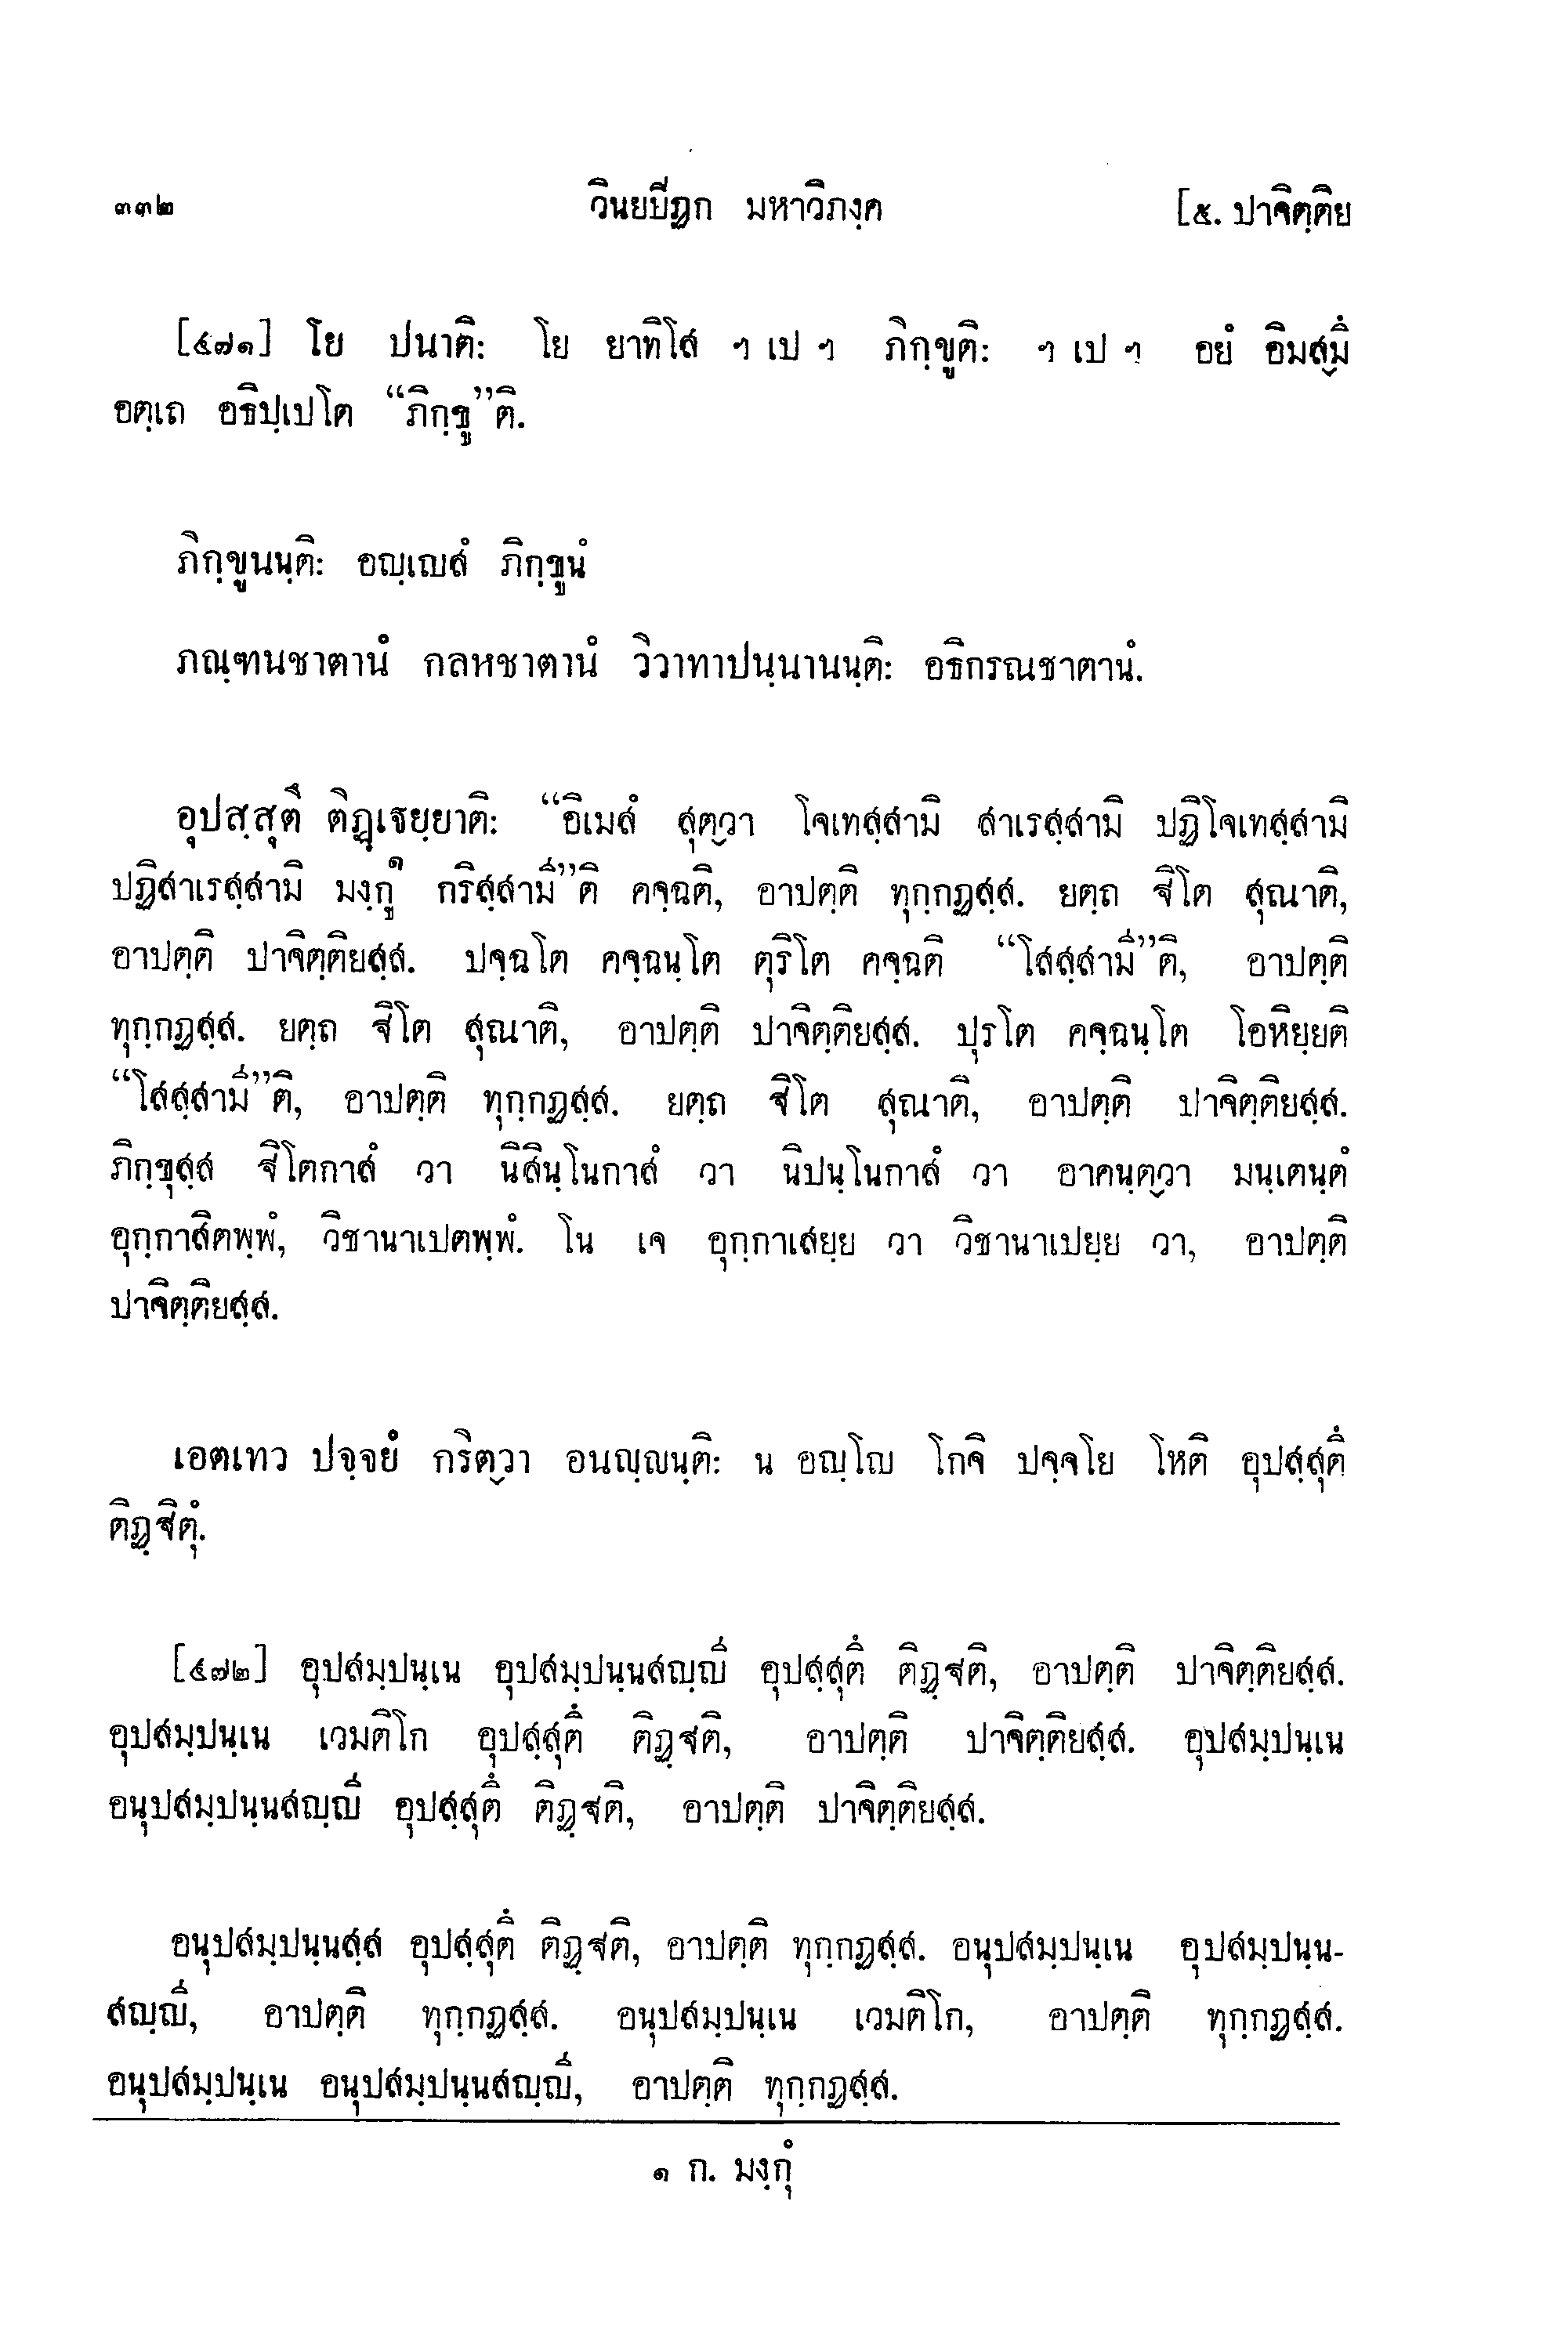 ๓๓๒ วินยปีฏก มหาวิภงฺค [๕. ปาจิตฺติย
[๔๗๑] โย ปนาติ: โย ยาทิโส ฯ เป ฯ ภิกฺขูติ: ฯ เป ฯ อยํ อิมสฺมึ
อตฺเถ อธิปฺเปโต “ภิกฺขู”ติ.
ภิกฺขูนนฺติ: อญฺเญสํ ภิกฺขูนํ
ภณฺฑนชาตานํ กลหชาตานํ วิวาทาปนฺนานนฺติ: อธิกรณชาตานํ.
อุปสฺสุตึ ติฏฺเฐยฺยาติ: “อิเมสํ สุตฺวา โจเทสฺสามิ สาเรสฺสามิ ปฏิโจเทสฺสามิ
ปฏิสาเรสฺสามิ มงฺกู๑ กริสฺสามี”ติ คจฺฉติ, อาปตฺติ ทุกฺกฏสฺส. ยตฺถ ฐิโต สุณาติ,
อาปตฺติ ปาจิตฺติยสฺส. ปจฺฉโต คจฺฉนฺโต ตุริโต คจฺฉติ “โสสฺสามี”ติ, อาปตฺติ
ทุกฺกฏสฺส. ยตฺถ ฐิโต สุณาติ, อาปตฺติ ปาจิตฺติยสฺส. ปุรโต คจฺฉนฺโต โอหิยฺยติ
“โสสฺสามี”ติ, อาปตฺติ ทุกฺกฏสฺส. ยตฺถ ฐิโต สุณาติ, อาปตฺติ ปาจิตฺติยสฺส.
ภิกฺขุสฺส ฐิโตกาสํ วา นิสินฺโนกาสํ วา นิปนฺโนกาสํ วา อาคนฺตฺวา มนฺเตนฺตํ
อุกฺกาสิตพฺพํ, วิชานาเปตพฺพํ. โน เจ อุกฺกาเสยฺย วา วิชานาเปยฺย วา, อาปตฺติ
ปาจิตฺติยสฺส.
เอตเทว ปจฺจยํ กริตฺวา อนญฺญนฺติ: น อญฺโญ โกจิ ปจฺจโย โหติ อุปสฺสุตึ
ติฏฺฐิตุํ.
[๔๗๒] อุปสมฺปนฺเน อุปสมฺปนฺนสญฺญี อุปสฺสุตึ ติฏฺฐติ, อาปตฺติ ปาจิตฺติยสฺส.
อุปสมฺปนฺเน เวมติโก อุปสฺสุตึ ติฏฺฐติ, อาปตฺติ ปาจิตฺติยสฺส. อุปสมฺปนฺเน
อนุปสมฺปนฺนสญฺญี อุปสฺสุตึ ติฏฺฐติ, อาปตฺติ ปาจิตฺติยสฺส.
อนุปสมฺปนฺนสฺส อุปสฺสุตึ ติฏฺฐติ, อาปตฺติ ทุกฺกฏสฺส. อนุปสมฺปนฺเน อุปสมฺปนฺน-
สญฺญี, อาปตฺติ ทุกฺกฏสฺส. อนุปสมฺปนฺเน เวมติโก, อาปตฺติ ทุกฺกฏสฺส.
อนุปสมฺปนฺเน อนุปสมฺปนฺนสญฺญี, อาปตฺติ ทุกฺกฏสฺส.
๑ ก. มงฺกุํ